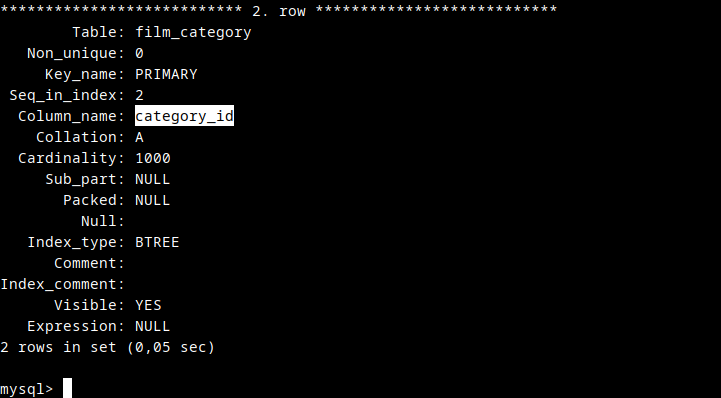 *************************** 2. row ***************************
Table: film_category
Non_unique: 0
Key_name: PRIMARY
Seq_in_index: 2
Column_name: category_id
Collation: A
Cardinality: 1000
Sub_part: NULL
Packed: NULL
Null:
Index_type: BTREE
Comment:
Index_comment:
Visible: YES
Expression: NULL
2 rows in set (0,05 sec)
mysql>